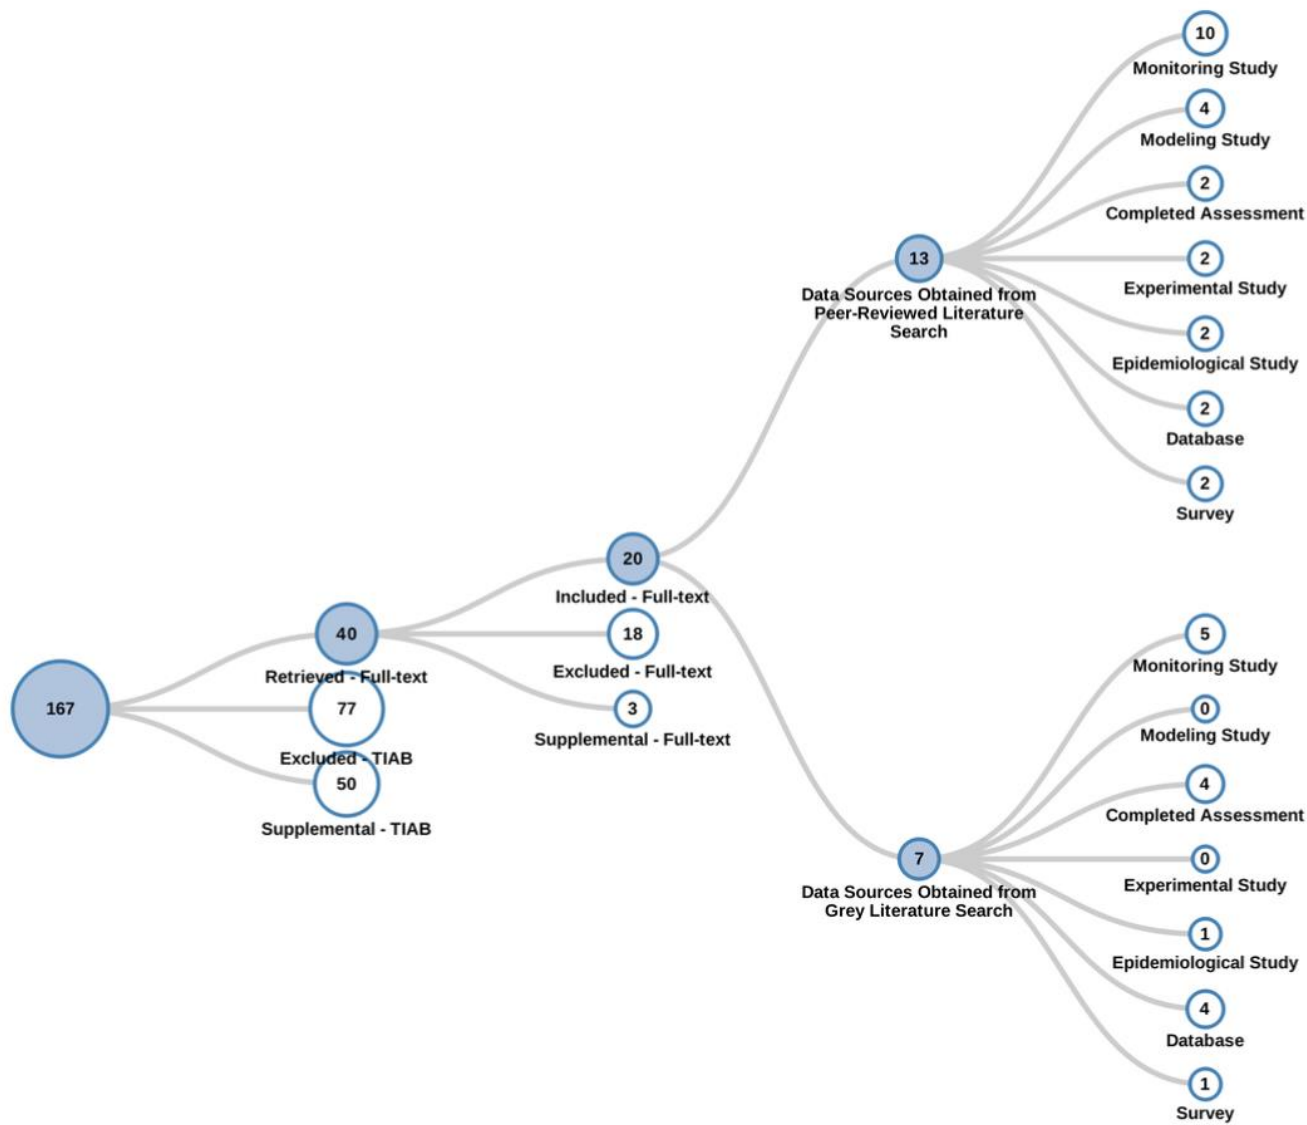 167
40
Retrieved - Full-text
77
Excluded - TIAB
50
Supplemental - TIAB
20
Included - Full-text
18
Excluded - Full-text
3
Supplemental - Full-text
13
Data Sources Obtained from
Peer-Reviewed Literature
Search
10
Monitoring Study
4
Modeling Study
2
Completed Assessment
2
Experimental Study
2
Epidemiological Study
2
Database
2
Survey
7
Data Sources Obtained from
Grey Literature Search
5
Monitoring Study
0
Modeling Study
4
Completed Assessment
0
Experimental Study
1
Epidemiological Study
4
Database
1
Survey